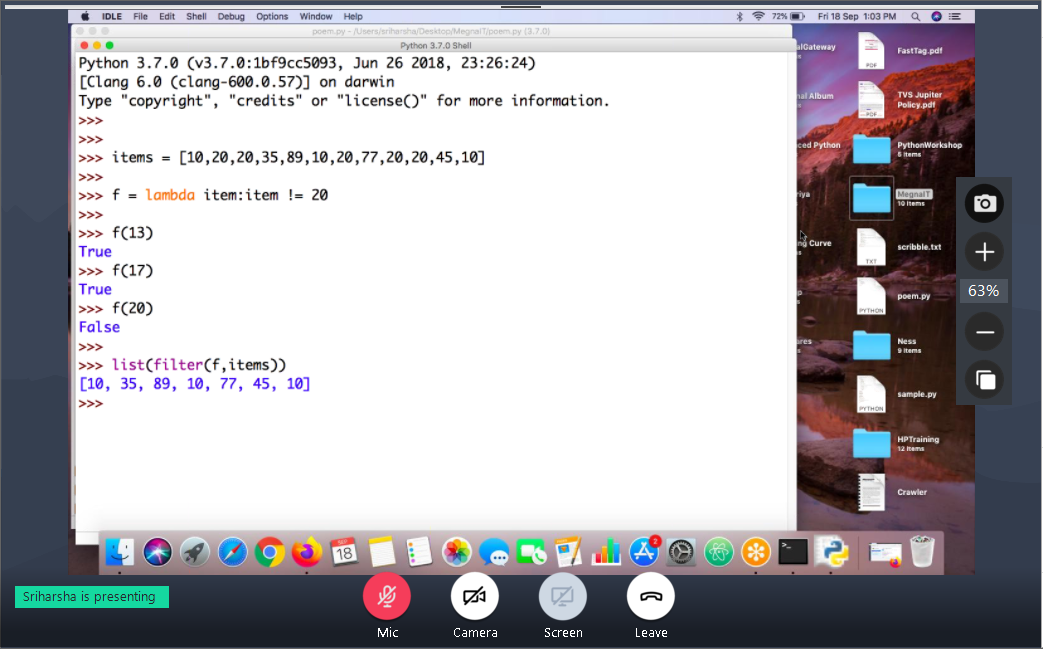 IDLE File Edit Shell Debug Options Window Help 72% Fri 18 Sep 1:03 PM
poem.py - /Users/sriharsha/Desktop/MegnaIT/poem.py (3.7.0)
Python 3.7.0 Shell
Python 3.7.0 (v3.7.0:1bf9cc5093, Jun 26 2018, 23:26:24)
[Clang 6.0 (clang-600.0.57)] on darwin
Type "copyright", "credits" or "license()" for more information.
>>>
>>>
>>> items = [10,20,20,35,89,10,20,77,20,20,45,10]
>>>
>>> f = lambda item:item != 20
>>>
>>> f(13)
True
>>> f(17)
True
>>> f(20)
False
>>>
>>> list(filter(f,items))
[10, 35, 89, 10, 77, 45, 10]
>>>
alGateway
FastTag.pdf
PDF
nal Album
TVS Jupiter
Policy.pdf
PDF
ced Python
PythonWorkshop
6 items
riya
MegnaIT
10 items
ng Curve
scribble.txt
TXT
poem.py
PYTHON
ares
Ness
9 items
sample.py
PYTHON
HPTraining
12 items
Crawler
63%
SEP
18
2
Sriharsha is presenting
Mic
Camera
Screen
Leave